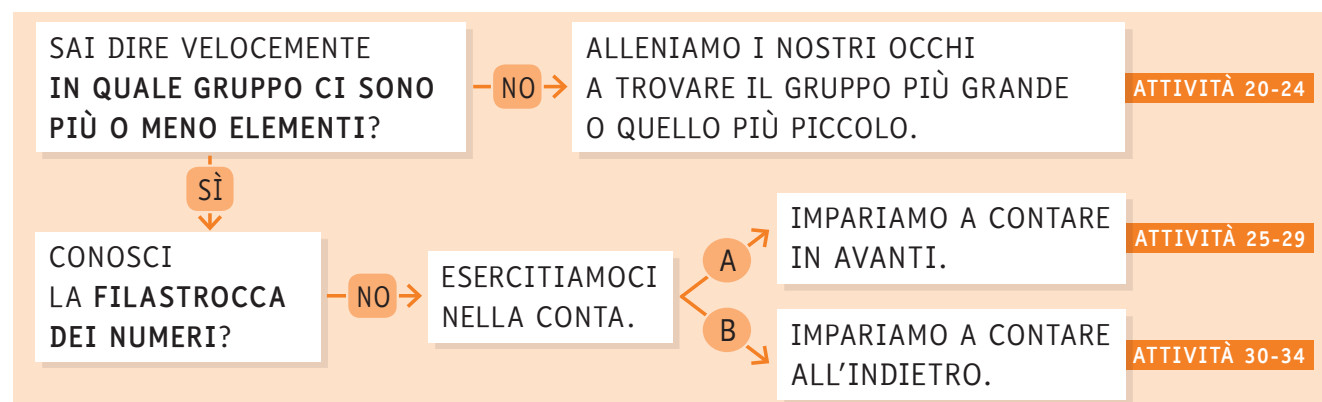 SAI DIRE VELOCEMENTE
IN QUALE GRUPPO CI SONO
PIÙ O MENO ELEMENTI?
NO
ALLENIAMO I NOSTRI OCCHI
A TROVARE IL GRUPPO PIÙ GRANDE
O QUELLO PIÙ PICCOLO.
ATTIVITÀ 20-24
SÌ
CONOSCI
LA FILASTROCCA
DEI NUMERI?
NO
ESERCITIAMOCI
NELLA CONTA.
A
IMPARIAMO A CONTARE
IN AVANTI.
ATTIVITÀ 25-29
B
IMPARIAMO A CONTARE
ALL'INDIETRO.
ATTIVITÀ 30-34